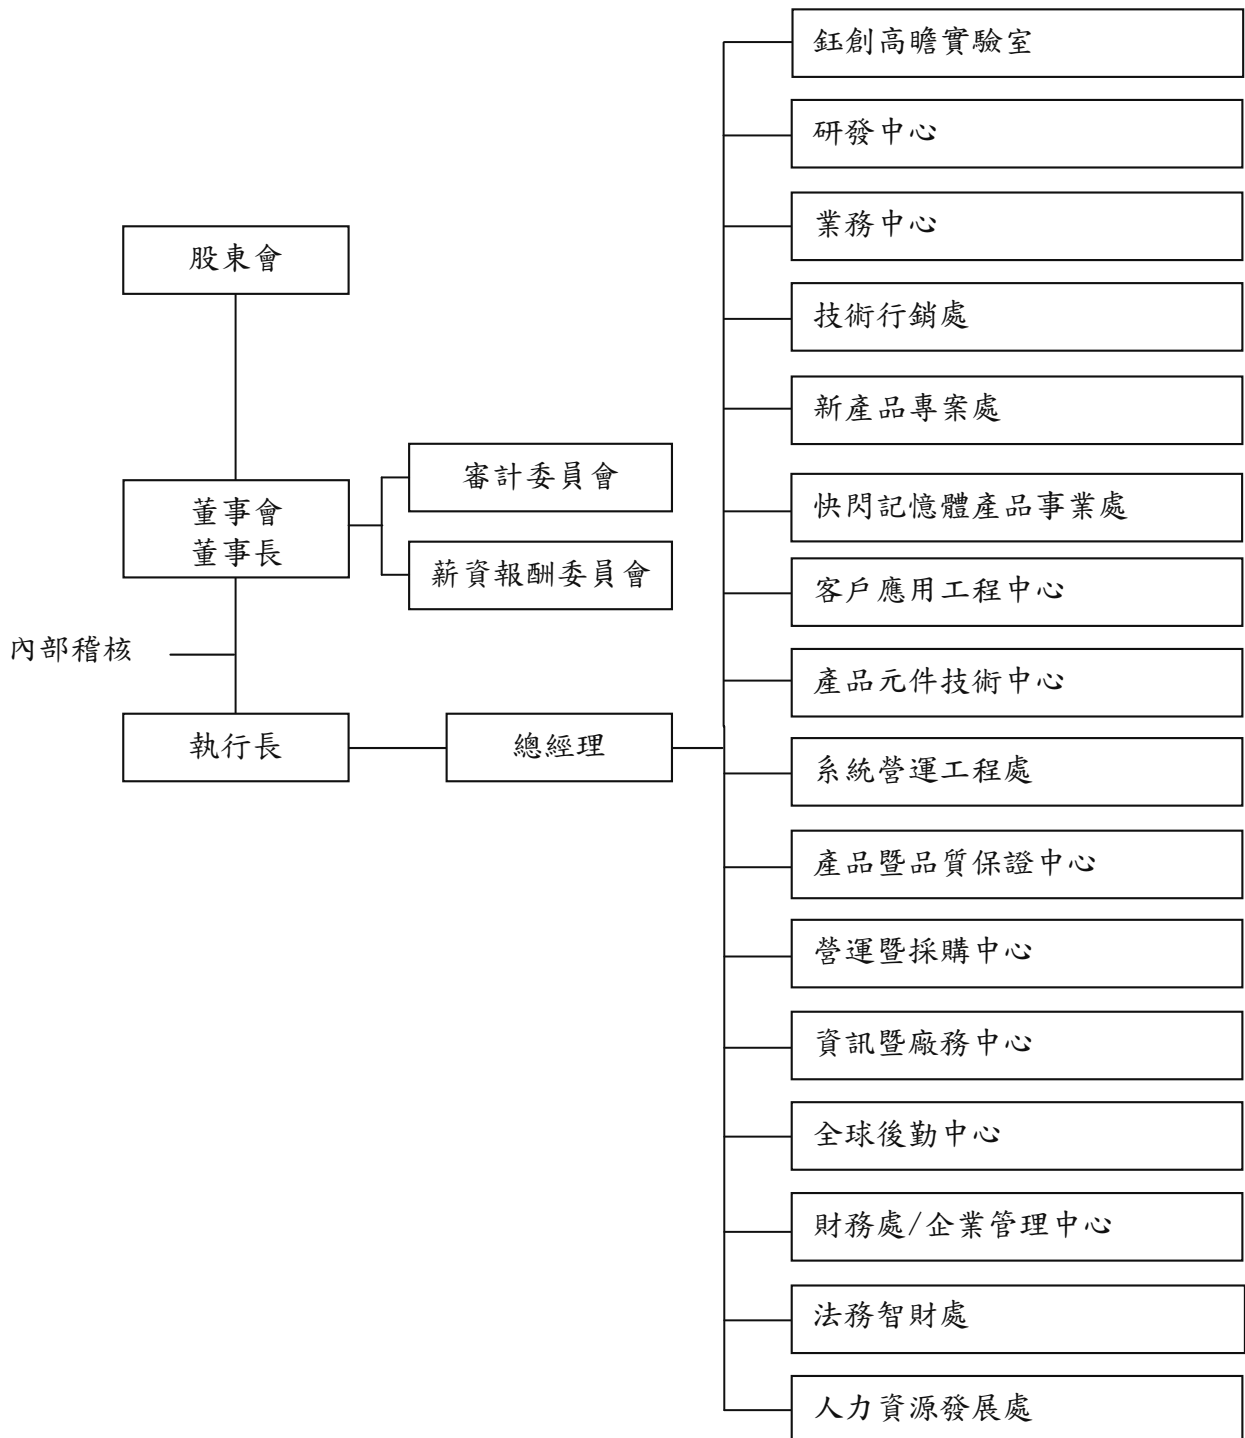 股東會
董事會
董事長
審計委員會
薪資報酬委員會
內部稽核
執行長
總經理
鈺創高瞻實驗室
研發中心
業務中心
技術行銷處
新產品專案處
快閃記憶體產品事業處
客戶應用工程中心
產品元件技術中心
系統營運工程處
產品暨品質保證中心
營運暨採購中心
資訊暨廠務中心
全球後勤中心
財務處/企業管理中心
法務智財處
人力資源發展處